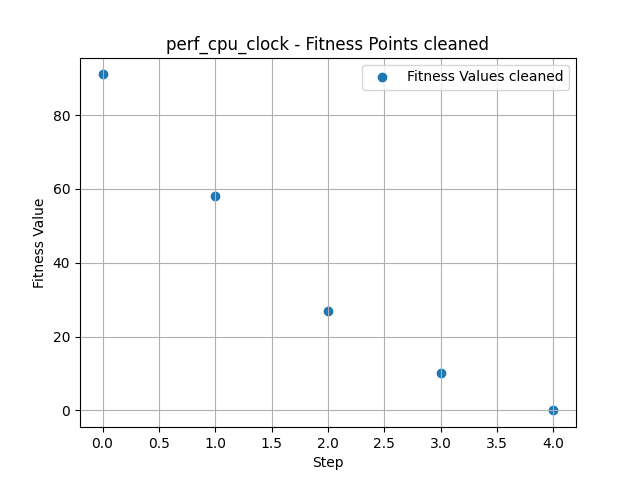 perf_cpu_clock - Fitness Points cleaned
Fitness Values cleaned
Fitness Value
80
60
40
20
0
0.0 0.5 1.0 1.5 2.0 2.5 3.0 3.5 4.0
Step